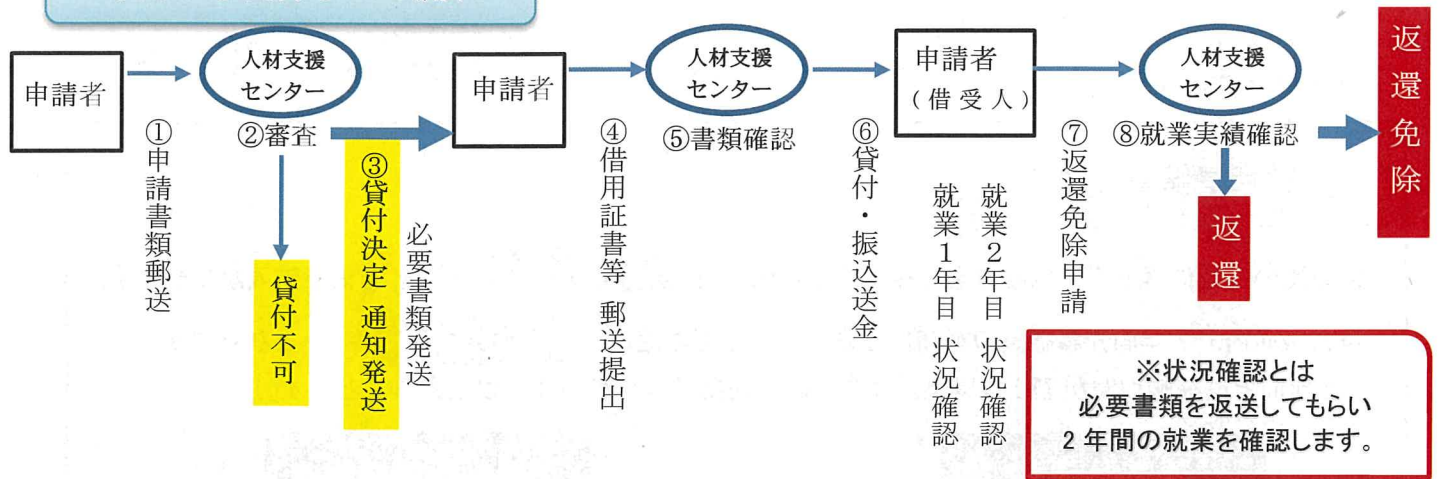 申請者
①申請書類郵送
人材支援
センター
②審査
貸付不可
③貸付決定 通知発送
必要書類発送
申請者
④借用証書等 郵送提出
人材支援
センター
⑤書類確認
⑥貸付・振込送金
申請者
(借受人)
就業1年目 状況確認
就業2年目 状況確認
⑦返還免除申請
人材支援
センター
⑧就業実績確認
返還
返還免除
※状況確認とは
必要書類を返送してもらい
2年間の就業を確認します。